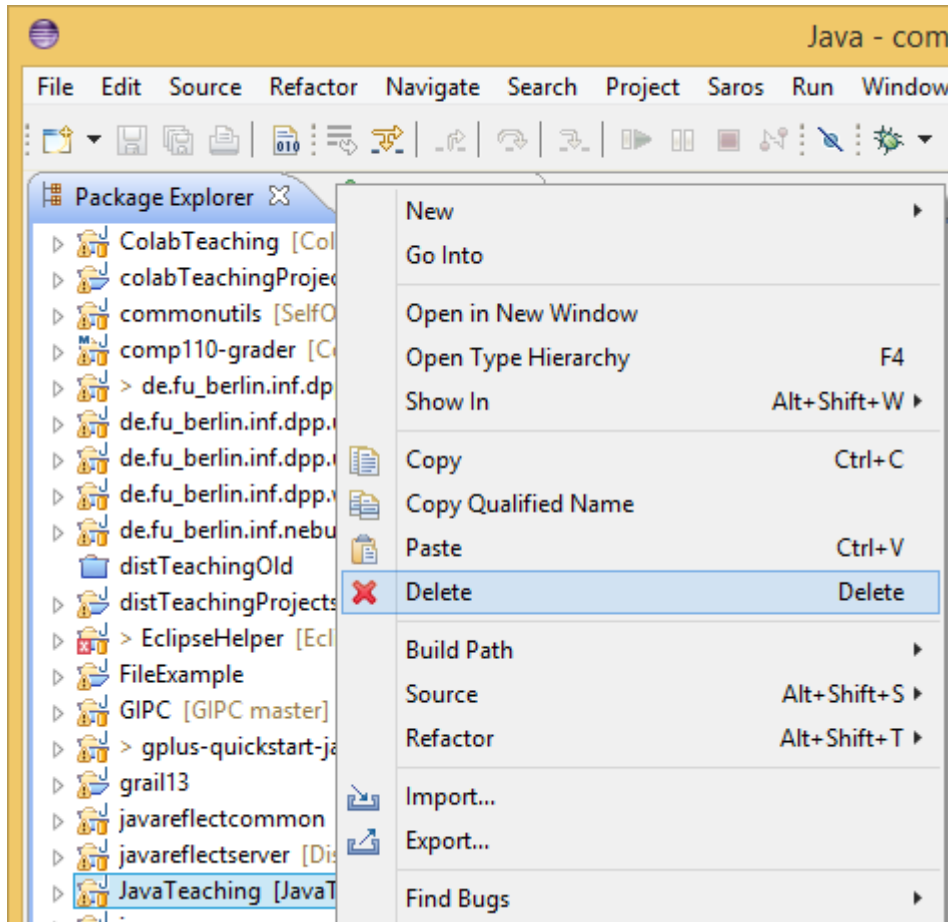 Java - com
File Edit Source Refactor Navigate Search Project Saros Run Window
010
Package Explorer
ColabTeaching [Col
colabTeachingProjec
commonutils [SelfO
comp110-grader [Co
> de.fu_berlin.inf.dp
de.fu_berlin.inf.dpp.
de.fu_berlin.inf.dpp.
de.fu_berlin.inf.dpp.
de.fu_berlin.inf.nebu
distTeachingOld
distTeachingProjects
> EclipseHelper [Ecl
FileExample
GIPC [GIPC master]
> gplus-quickstart-ja
grail13
javareflectcommon
javareflectserver [Dis
JavaTeaching [JavaT
New
Go Into
Open in New Window
Open Type Hierarchy F4
Show In Alt+Shift+W
Copy Ctrl+C
Copy Qualified Name
Paste Ctrl+V
Delete Delete
Build Path
Source Alt+Shift+S
Refactor Alt+Shift+T
Import...
Export...
Find Bugs